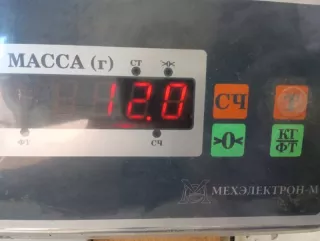 МАССА (г) СТ >0<
12.0
ФТ СЧ
СЧ
>0< КГ
ФТ
МЕХЭЛЕКТРОН-М